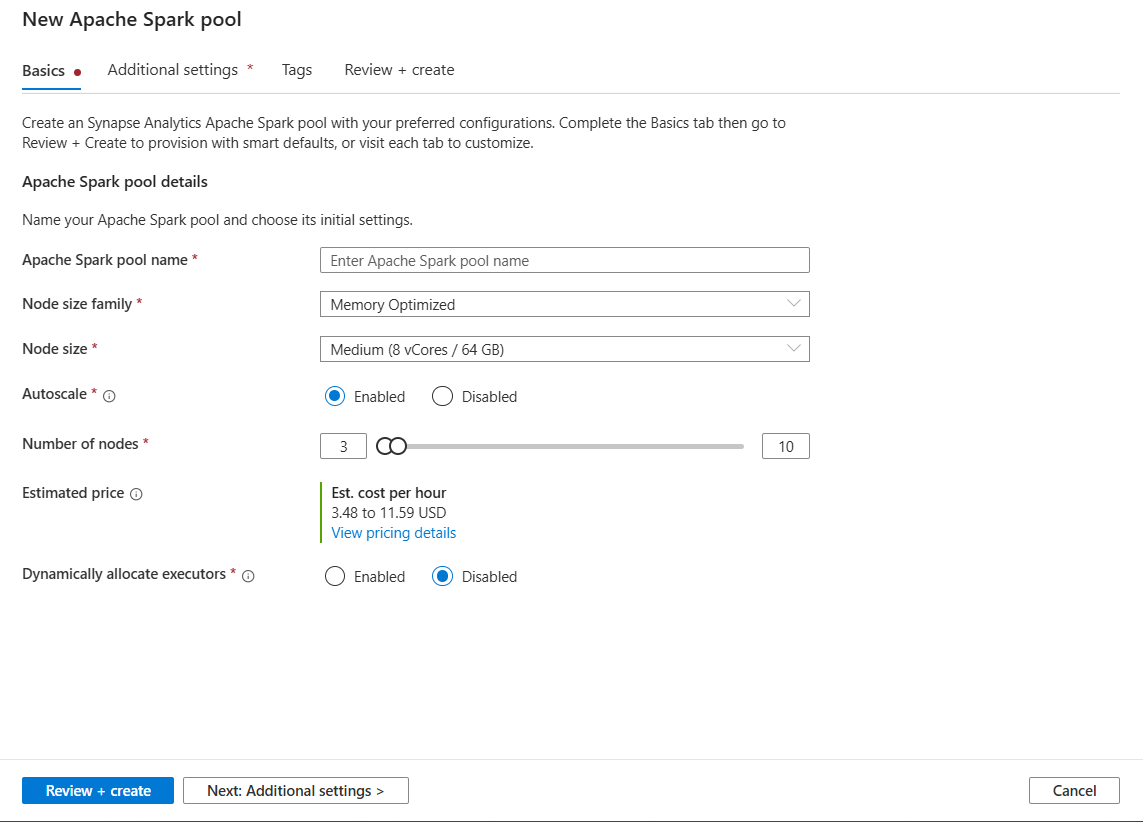 New Apache Spark pool
Basics Additional settings * Tags Review + create
Create an Synapse Analytics Apache Spark pool with your preferred configurations. Complete the Basics tab then go to
Review + Create to provision with smart defaults, or visit each tab to customize.
Apache Spark pool details
Name your Apache Spark pool and choose its initial settings.
Apache Spark pool name * Enter Apache Spark pool name
Node size family * Memory Optimized
Node size * Medium (8 vCores / 64 GB)
Autoscale * Enabled Disabled
Number of nodes * 3 10
Estimated price Est. cost per hour
3.48 to 11.59 USD
View pricing details
Dynamically allocate executors * Enabled Disabled
Review + create Next: Additional settings > Cancel